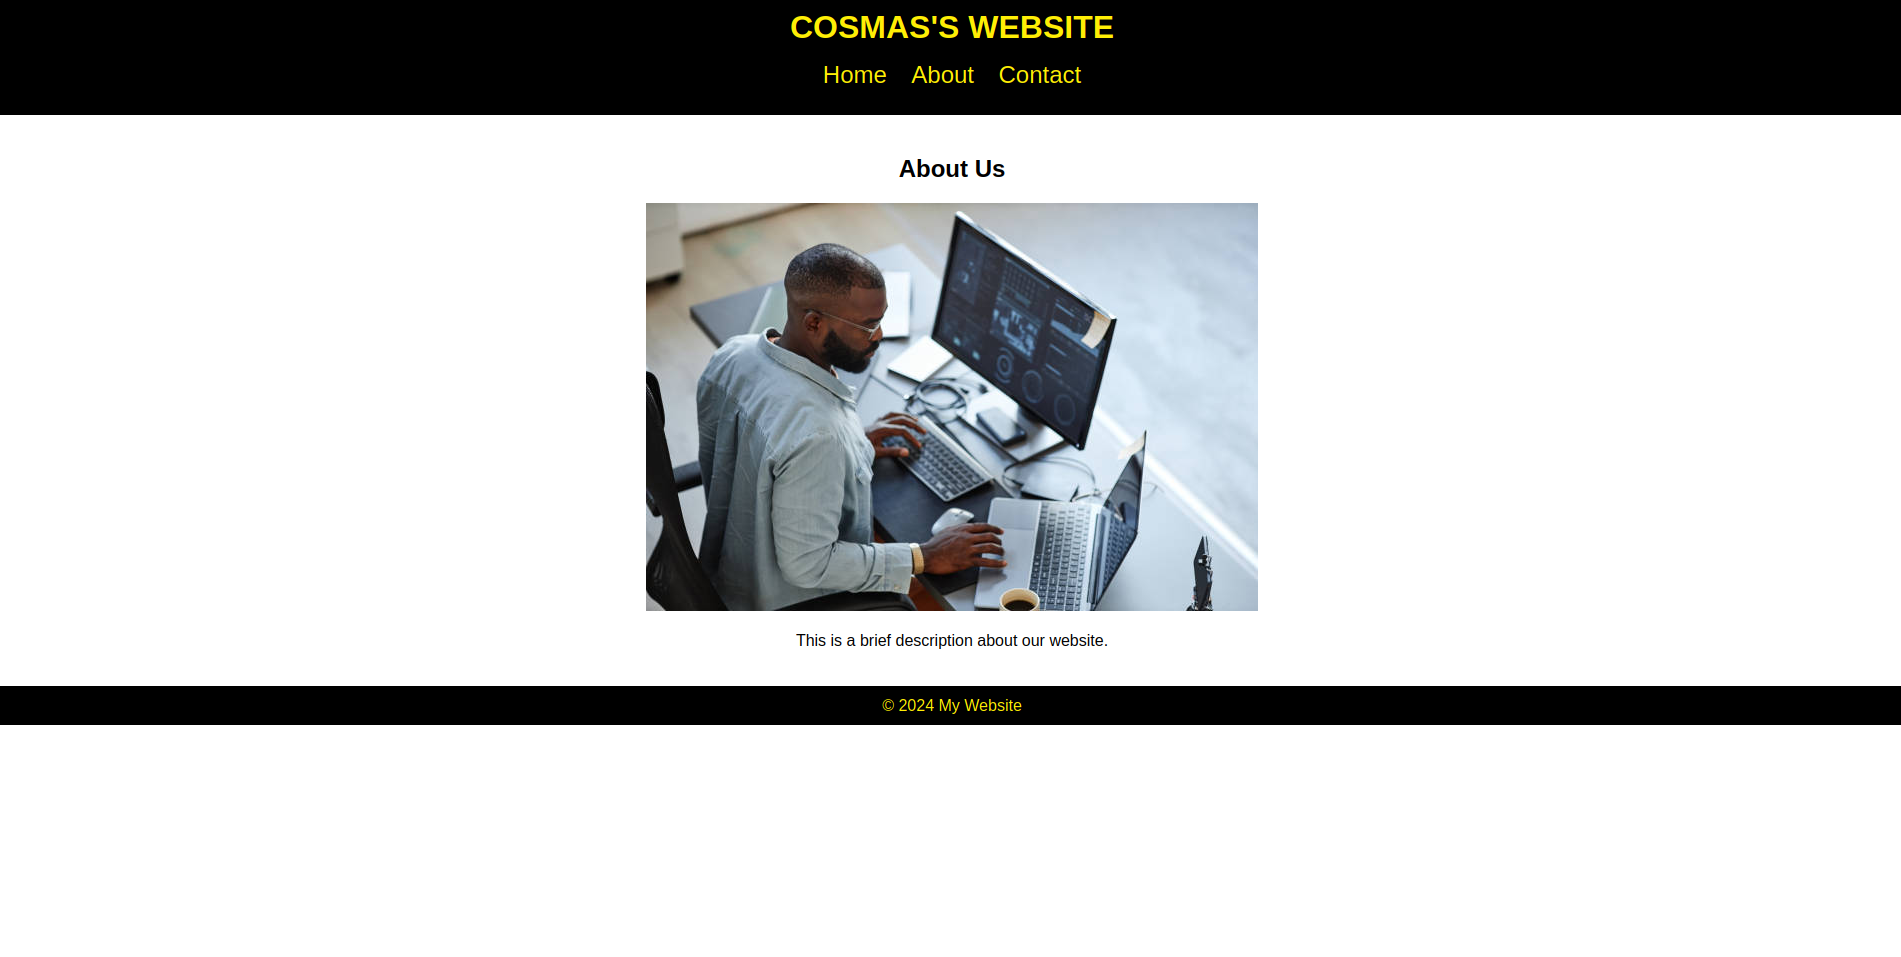 COSMAS'S WEBSITE
Home About Contact
About Us
This is a brief description about our website.
© 2024 My Website